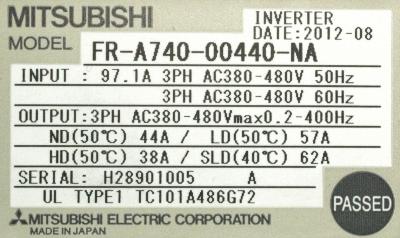 MITSUBISHI
INVERTER
DATE:2012-08
MODEL FR-A740-00440-NA
INPUT : 97.1A 3PH AC380-480V 50Hz
3PH AC380-480V 60Hz
OUTPUT:3PH AC380-480Vmax0.2-400Hz
ND(50℃) 44A / LD(50℃) 57A
HD(50℃) 38A / SLD(40℃) 62A
SERIAL: H28901005 A
UL TYPE1 TC101A486G72
PASSED
MITSUBISHI ELECTRIC CORPORATION
MADE IN JAPAN